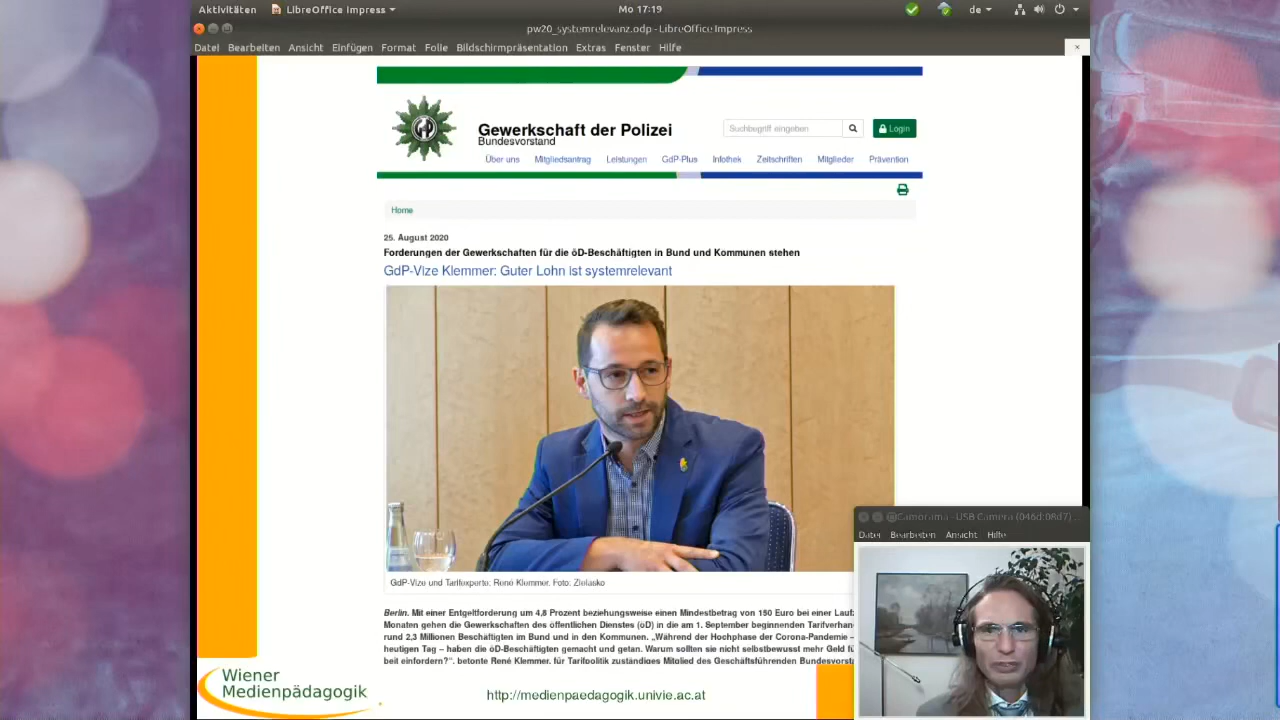 Aktivitäten LibreOffice Impress Mo 17:19 de
pw20_systemrelevanz.odp - LibreOffice Impress
Datei Bearbeiten Ansicht Einfügen Format Folie Bildschirmpräsentation Extras Fenster Hilfe
Gewerkschaft der Polizei
Bundesvorstand
Suchbegriff eingeben
Login
Über uns Mitgliedsantrag Leistungen GdP-Plus Infothek Zeitschriften Mitglieder Prävention
Home
25. August 2020
Forderungen der Gewerkschaften für die öD-Beschäftigten in Bund und Kommunen stehen
GdP-Vize Klemmer: Guter Lohn ist systemrelevant
GdP-Vize und Tarifexperte: René Klemmer. Foto: Zielasko
Berlin. Mit einer Entgeltforderung um 4,8 Prozent beziehungsweise einen Mindestbetrag von 150 Euro bei einer
Monaten gehen die Gewerkschaften des öffentlichen Dienstes (öD) in die am 1. September beginnenden
rund 2,3 Millionen Beschäftigten im Bund und in den Kommunen. „Während der Hochphase der Corona-Pandemie –
heutigen Tag – haben die öD-Beschäftigten gemacht und getan. Warum sollten sie nicht selbstbewusst mehr Geld
beit einfordern?“, betonte René Klemmer, für Tarifpolitik zuständiges Mitglied des Geschäftsführenden
Camorama - USB Camera (046d:08d7) ...
Datei Bearbeiten Ansicht Hilfe
Wiener
Medienpädagogik
http://medienpaedagogik.univie.ac.at